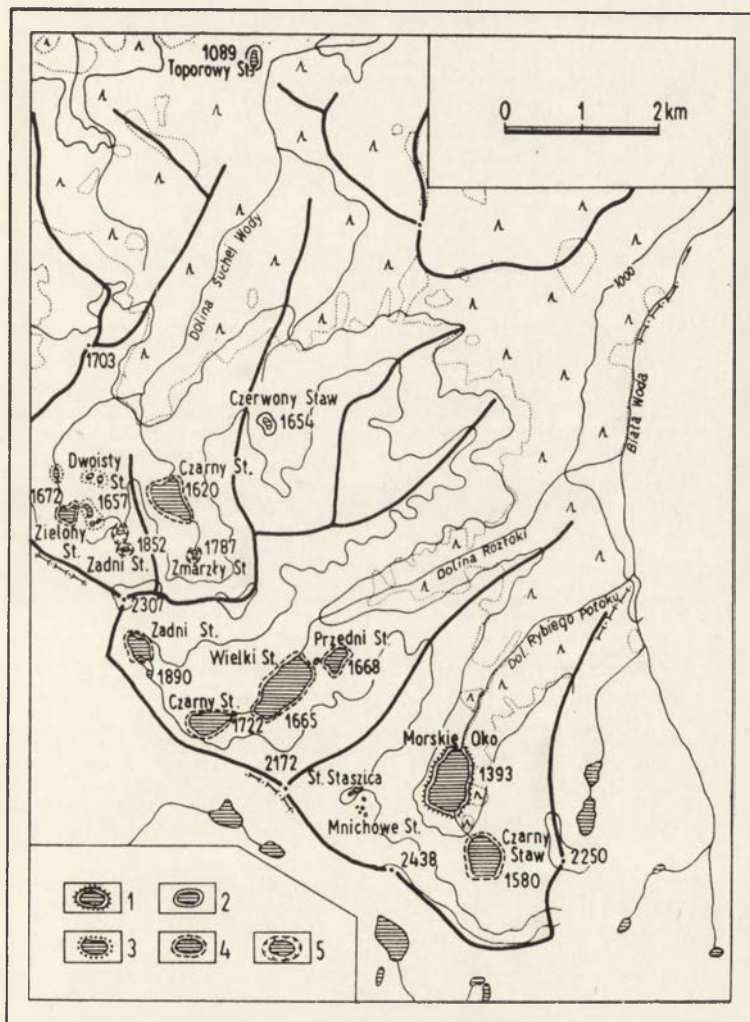 1089
Toporowy St.
0 1 2 km
Dolina Suchej Wody
1000
Biała Woda
1703
Czerwony Staw
1654
Dwoisty
St.
Czarny St.
1620
1672
1657
Zielony
St.
1852
Zadni St.
1787
Zmarzły St
2307
Dolina Roztoki
Zadni St.
1890
Wielki St.
Przedni St.
1668
Dol. Rybiego Potoku
Czarny St.
1722
1665
2172
Morskie Oko
1393
St. Staszica
Mnichowe St.
Czarny
Staw
1580
2438
2250
1
2
3
4
5